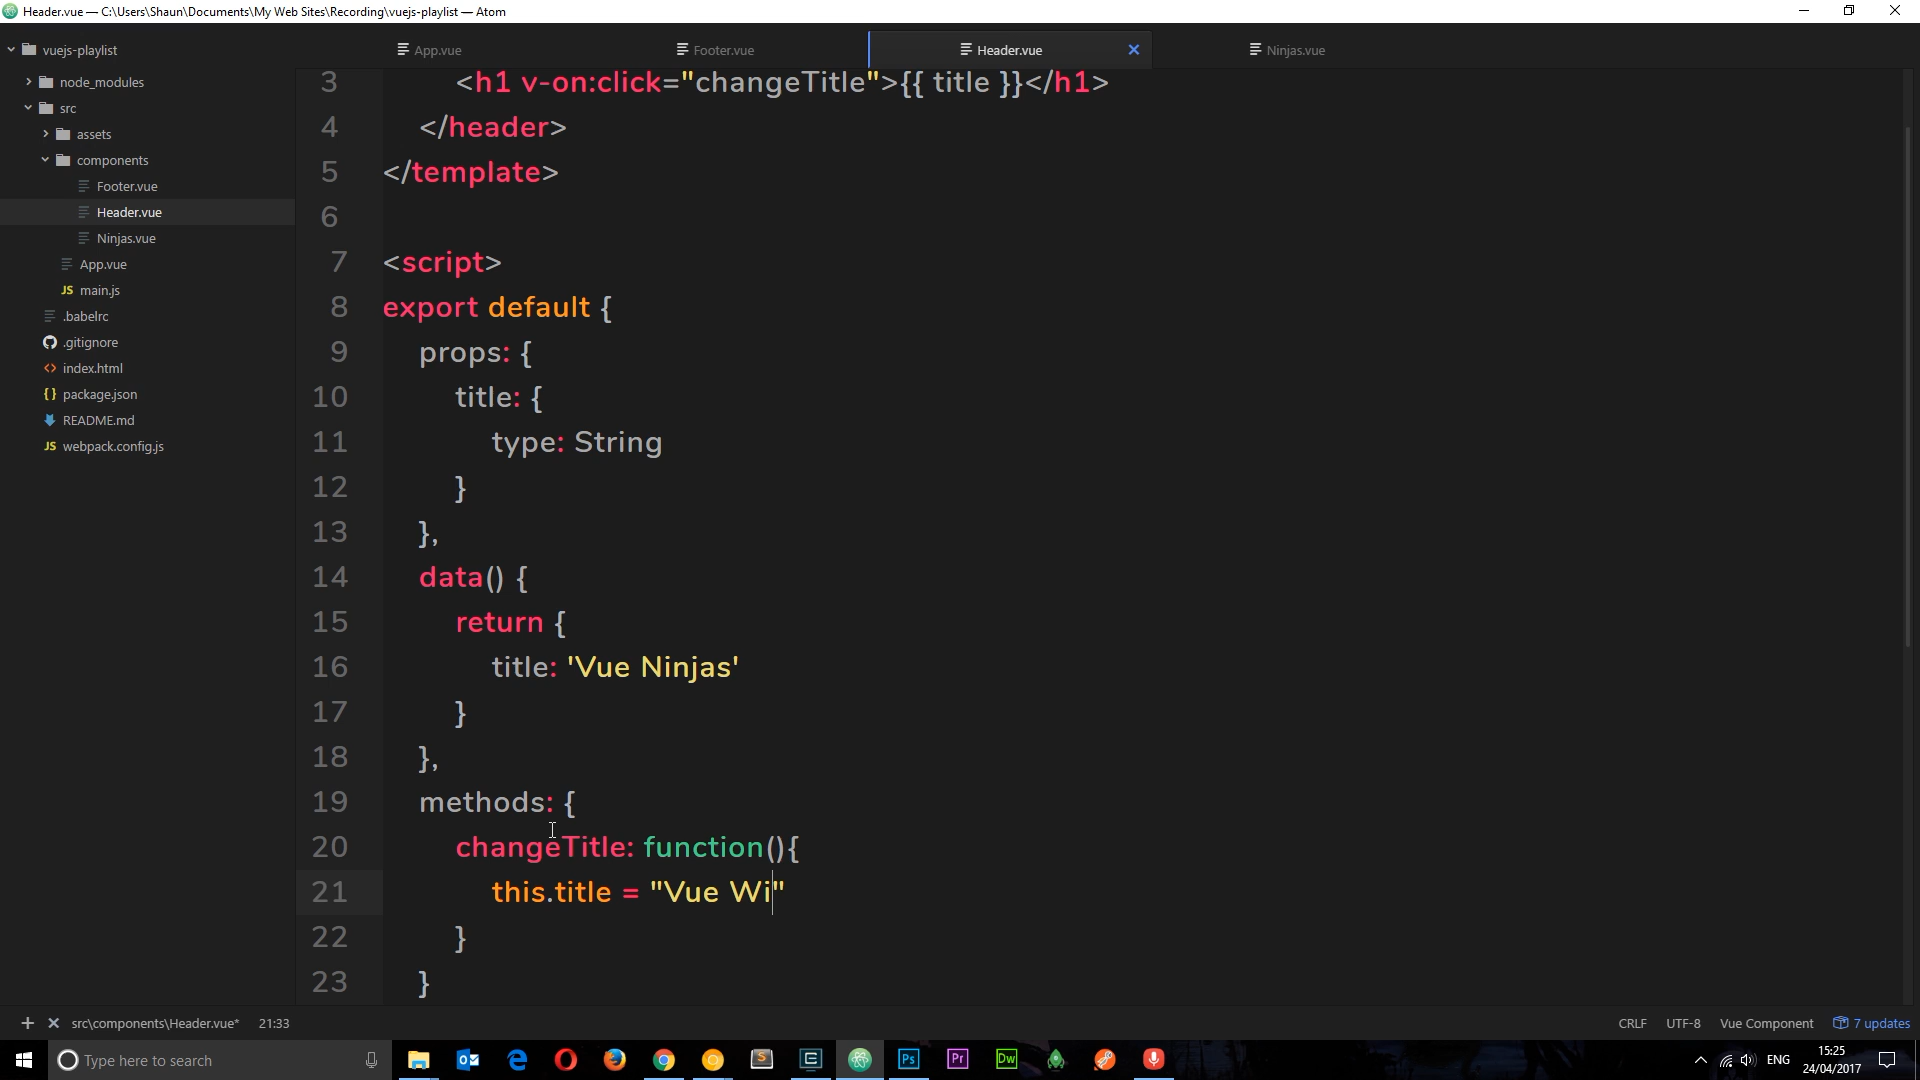 Header.vue — C:\Users\Shaun\Documents\My Web Sites\Recording\vuejs-playlist — Atom
vuejs-playlist
node_modules
src
assets
components
Footer.vue
Header.vue
Ninjas.vue
App.vue
JS main.js
.babelrc
.gitignore
<> index.html
{} package.json
README.md
JS webpack.config.js
App.vue
Footer.vue
Header.vue
Ninjas.vue
3 <h1 v-on:click="changeTitle">{{ title }}</h1>
4 </header>
5 </template>
6
7 <script>
8 export default {
9 props: {
10 title: {
11 type: String
12 }
13 },
14 data() {
15 return {
16 title: 'Vue Ninjas'
17 }
18 },
19 methods: {
20 changeTitle: function(){
21 this.title = "Vue Wi"
22 }
23 }
src\components\Header.vue* 21:33
CRLF UTF-8 Vue Component 7 updates
Type here to search
Ps
Pr
Dw
ENG
15:25
24/04/2017